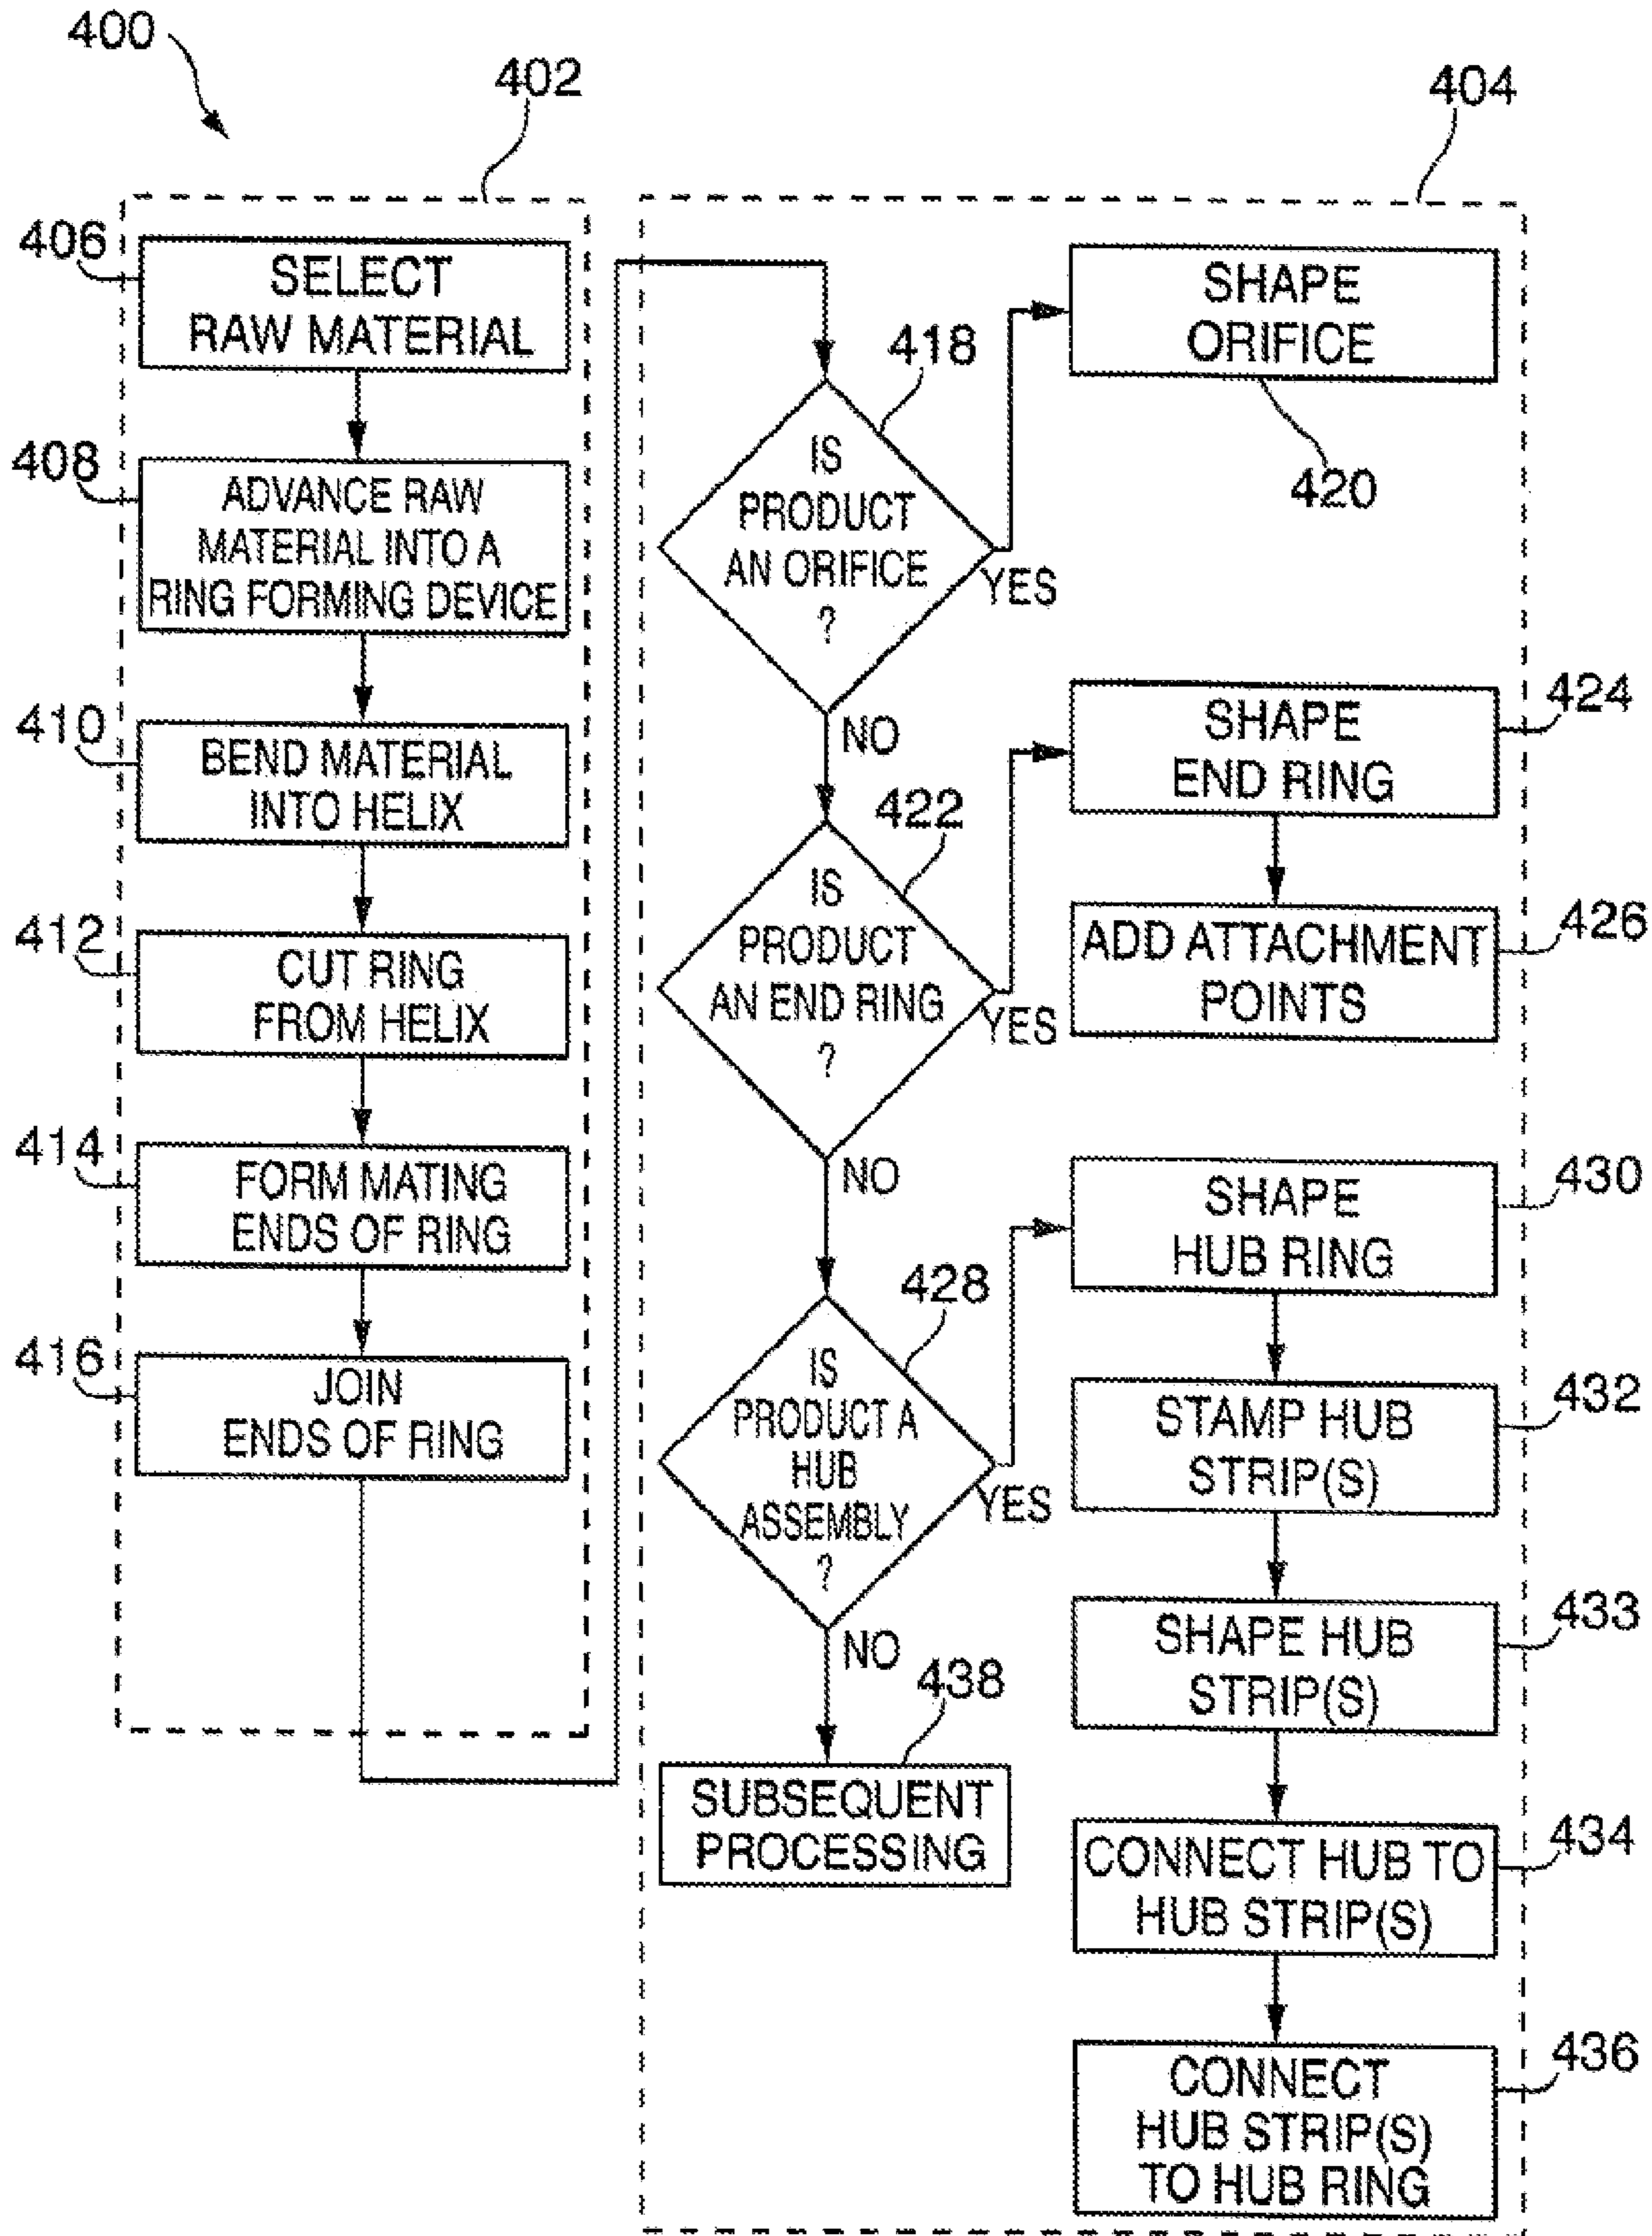 400
402
404
406
SELECT
RAW MATERIAL
408
ADVANCE RAW
MATERIAL INTO A
RING FORMING DEVICE
410
BEND MATERIAL
INTO HELIX
412
CUT RING
FROM HELIX
414
FORM MATING
ENDS OF RING
416
JOIN
ENDS OF RING
418
IS
PRODUCT
AN ORIFICE
?
YES
NO
SHAPE
ORIFICE
420
422
IS
PRODUCT
AN END RING
?
YES
NO
SHAPE
END RING
424
ADD ATTACHMENT
POINTS
426
428
IS
PRODUCT A
HUB
ASSEMBLY
?
YES
NO
SHAPE
HUB RING
430
STAMP HUB
STRIP(S)
432
SHAPE HUB
STRIP(S)
433
CONNECT HUB TO
HUB STRIP(S)
434
CONNECT
HUB STRIP(S)
TO HUB RING
436
438
SUBSEQUENT
PROCESSING